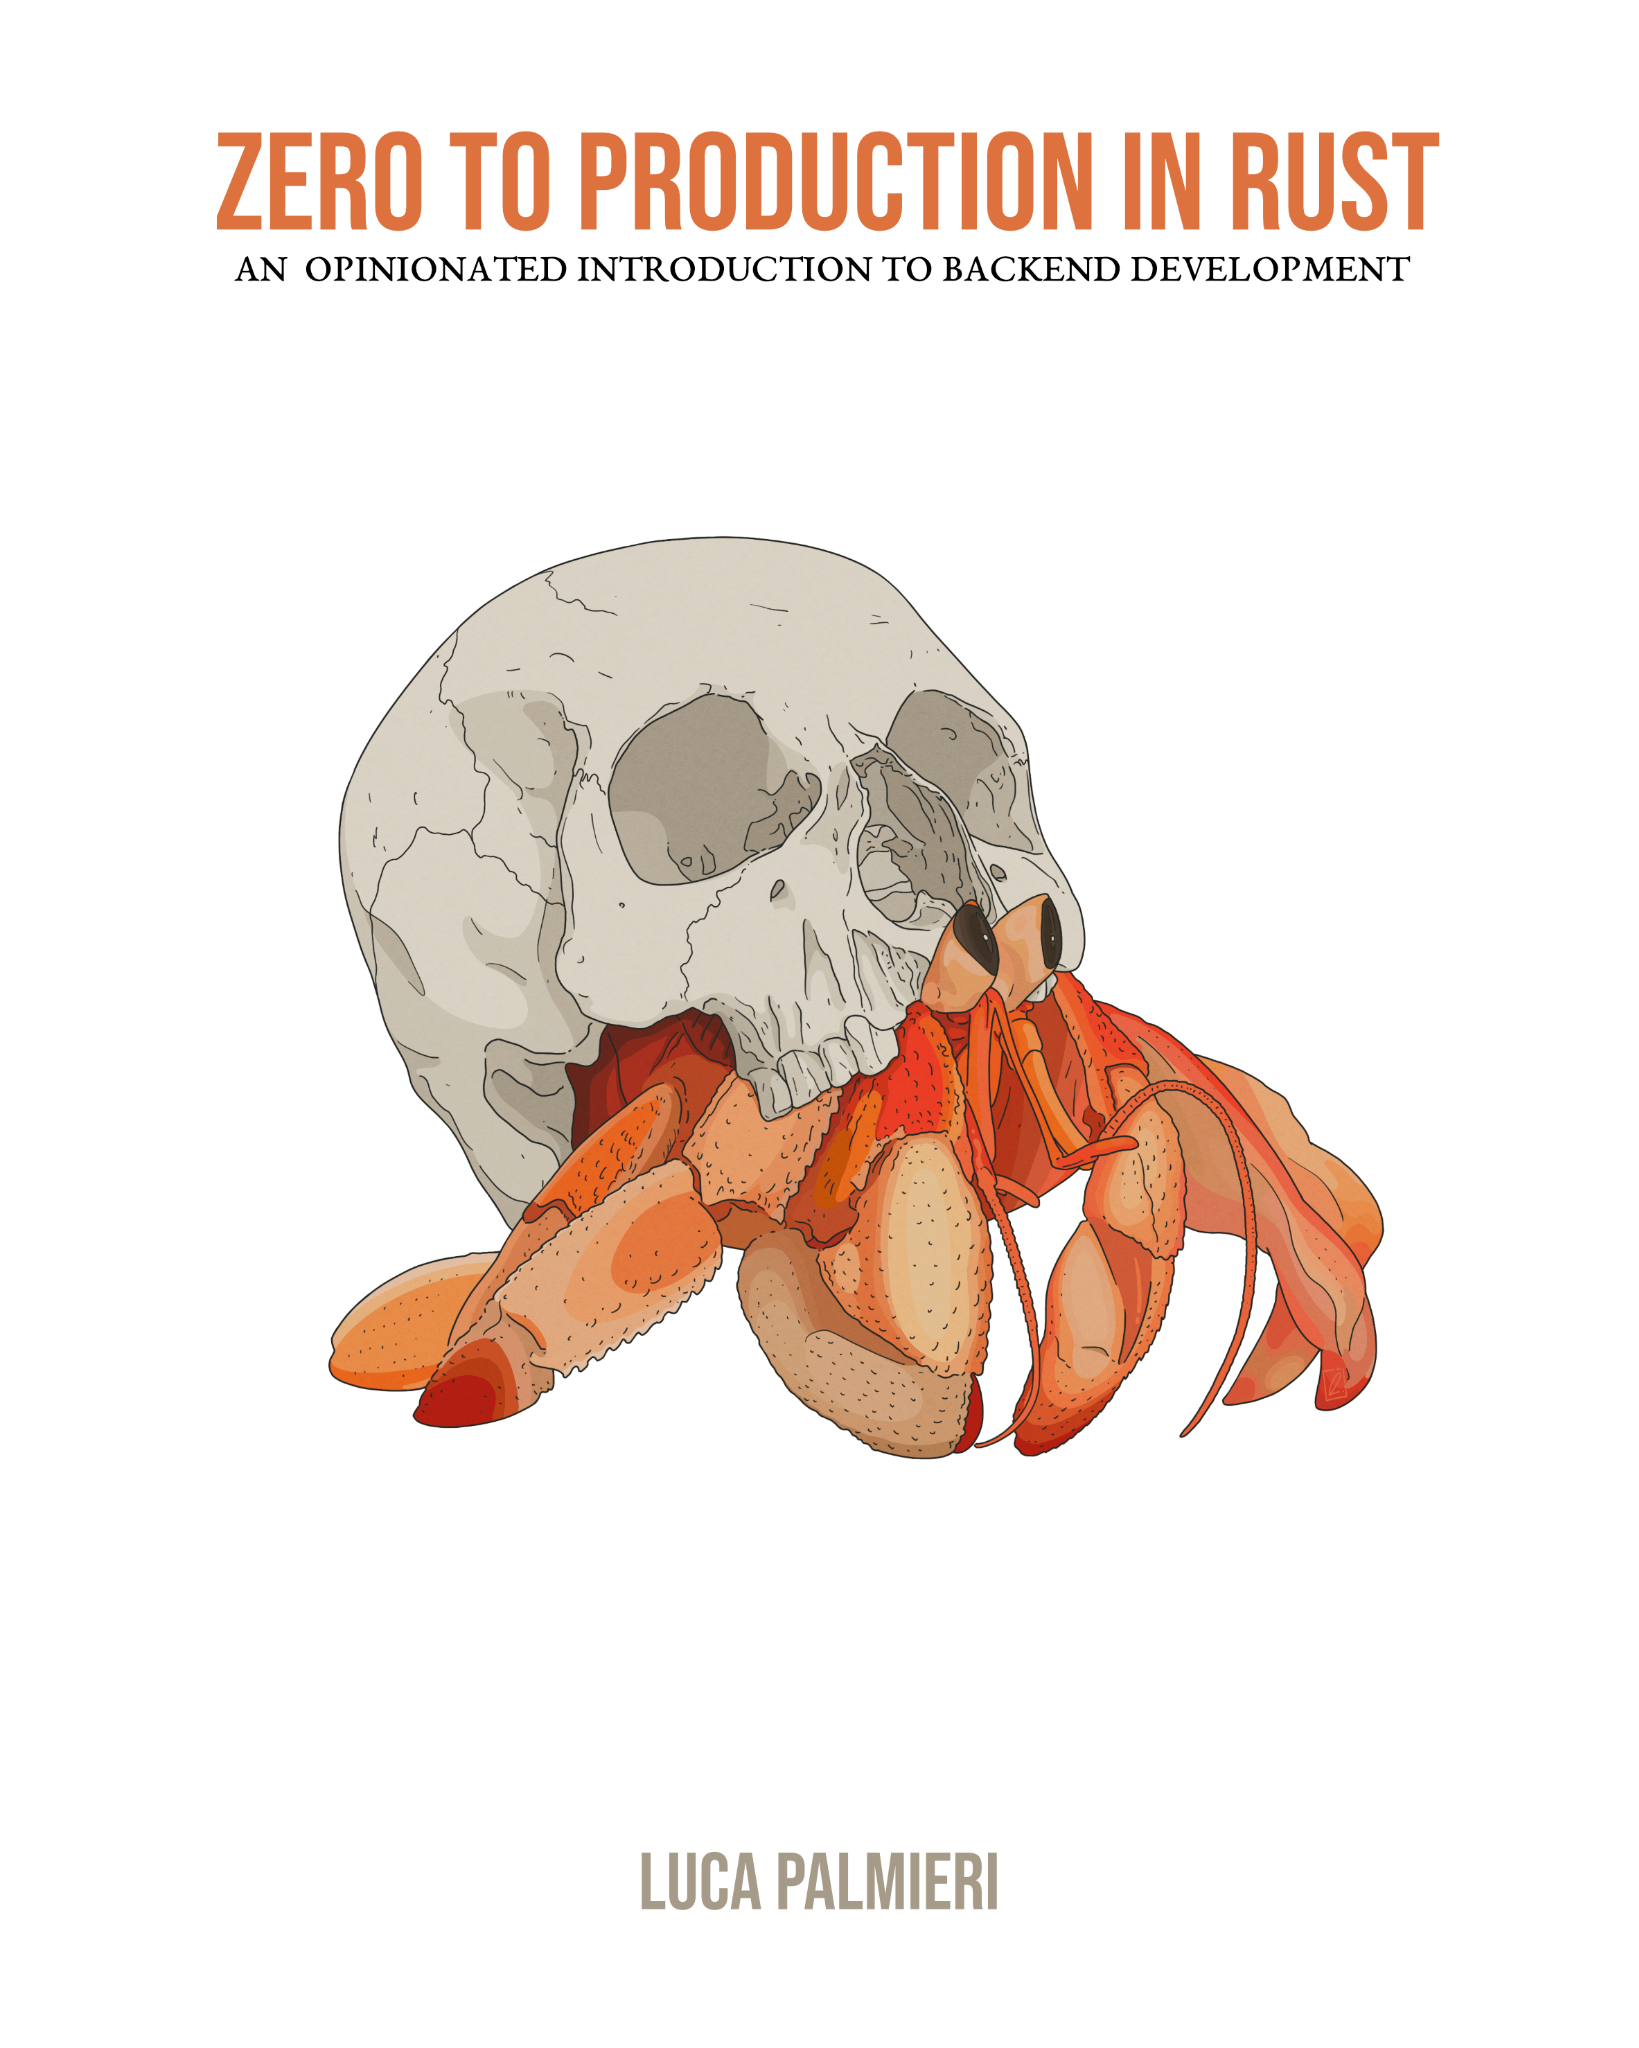 ZERO TO PRODUCTION IN RUST
AN OPINIONATED INTRODUCTION TO BACKEND DEVELOPMENT
LUCA PALMIERI